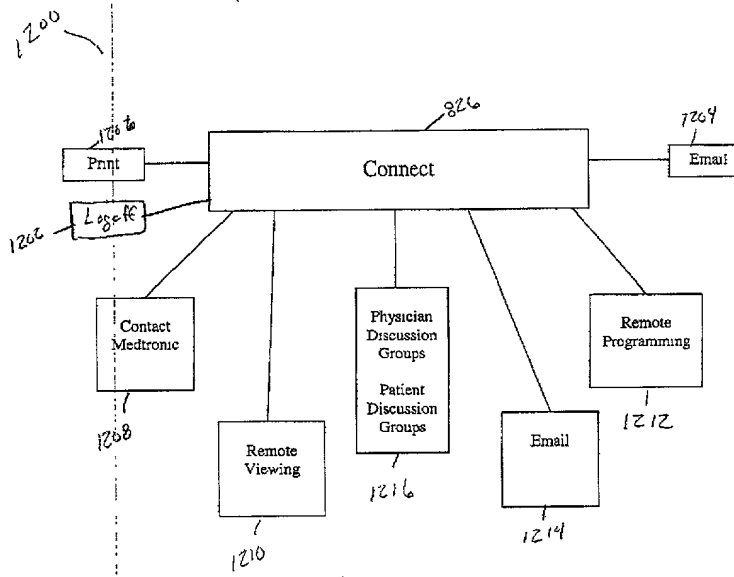 1200
826
1204
1206
Print
Connect
Email
Logoff
1202
Contact
Medtronic
Physician
Discussion
Groups
Patient
Discussion
Groups
Remote
Programming
1208
Remote
Viewing
Email
1212
1216
1210
1214